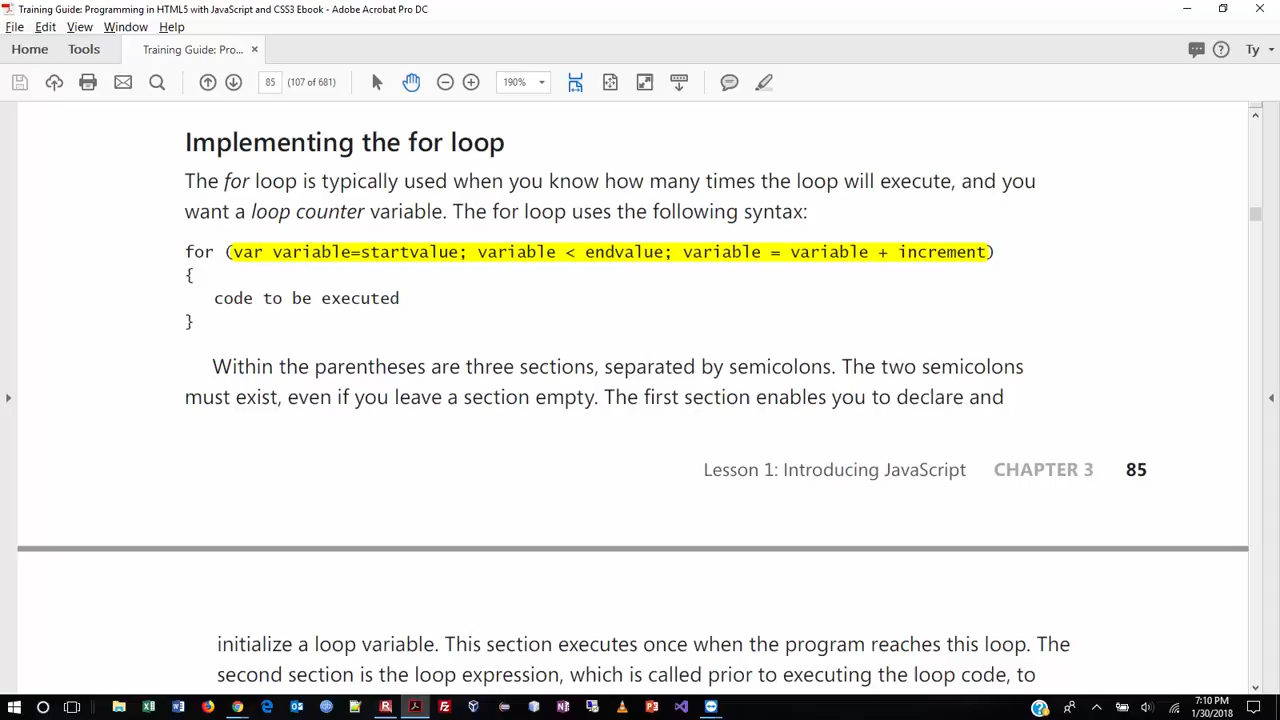 Training Guide: Programming in HTML5 with JavaScript and CSS3 Ebook - Adobe Acrobat Pro DC
File Edit View Window Help
Home Tools Training Guide: Pro... × Ty
85 (107 of 681) 190%
Implementing the for loop
The for loop is typically used when you know how many times the loop will execute, and you
want a loop counter variable. The for loop uses the following syntax:
for (var variable=startvalue; variable < endvalue; variable = variable + increment)
{
code to be executed
}
Within the parentheses are three sections, separated by semicolons. The two semicolons
must exist, even if you leave a section empty. The first section enables you to declare and
Lesson 1: Introducing JavaScript CHAPTER 3 85
initialize a loop variable. This section executes once when the program reaches this loop. The
second section is the loop expression, which is called prior to executing the loop code, to
7:10 PM
1/30/2018